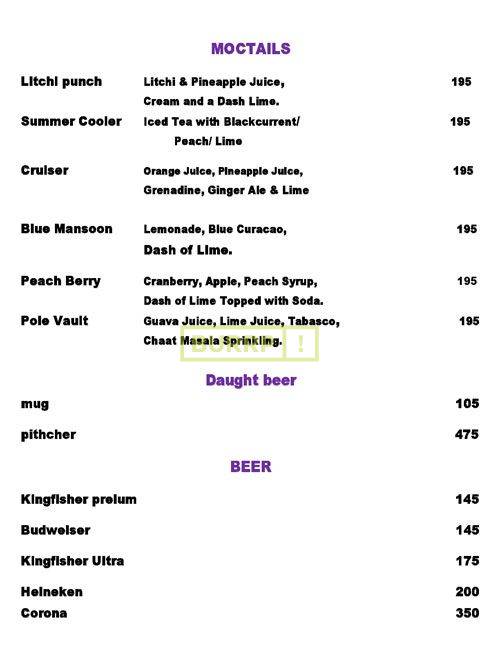 MOCTAILS
Litchi punch Litchi & Pineapple Juice, 195
Cream and a Dash Lime.
Summer Cooler Iced Tea with Blackcurrent/ 195
Peach/ Lime
Cruiser Orange Juice, Pineapple Juice, 195
Grenadine, Ginger Ale & Lime
Blue Mansoon Lemonade, Blue Curacao, 195
Dash of Lime.
Peach Berry Cranberry, Apple, Peach Syrup, 195
Dash of Lime Topped with Soda.
Pole Vault Guava Juice, Lime Juice, Tabasco, 195
Chaat Masala Sprinkling.
BURRP !
Daught beer
mug 105
pithcher 475
BEER
Kingfisher preium 145
Budweiser 145
Kingfisher Ultra 175
Heineken 200
Corona 350